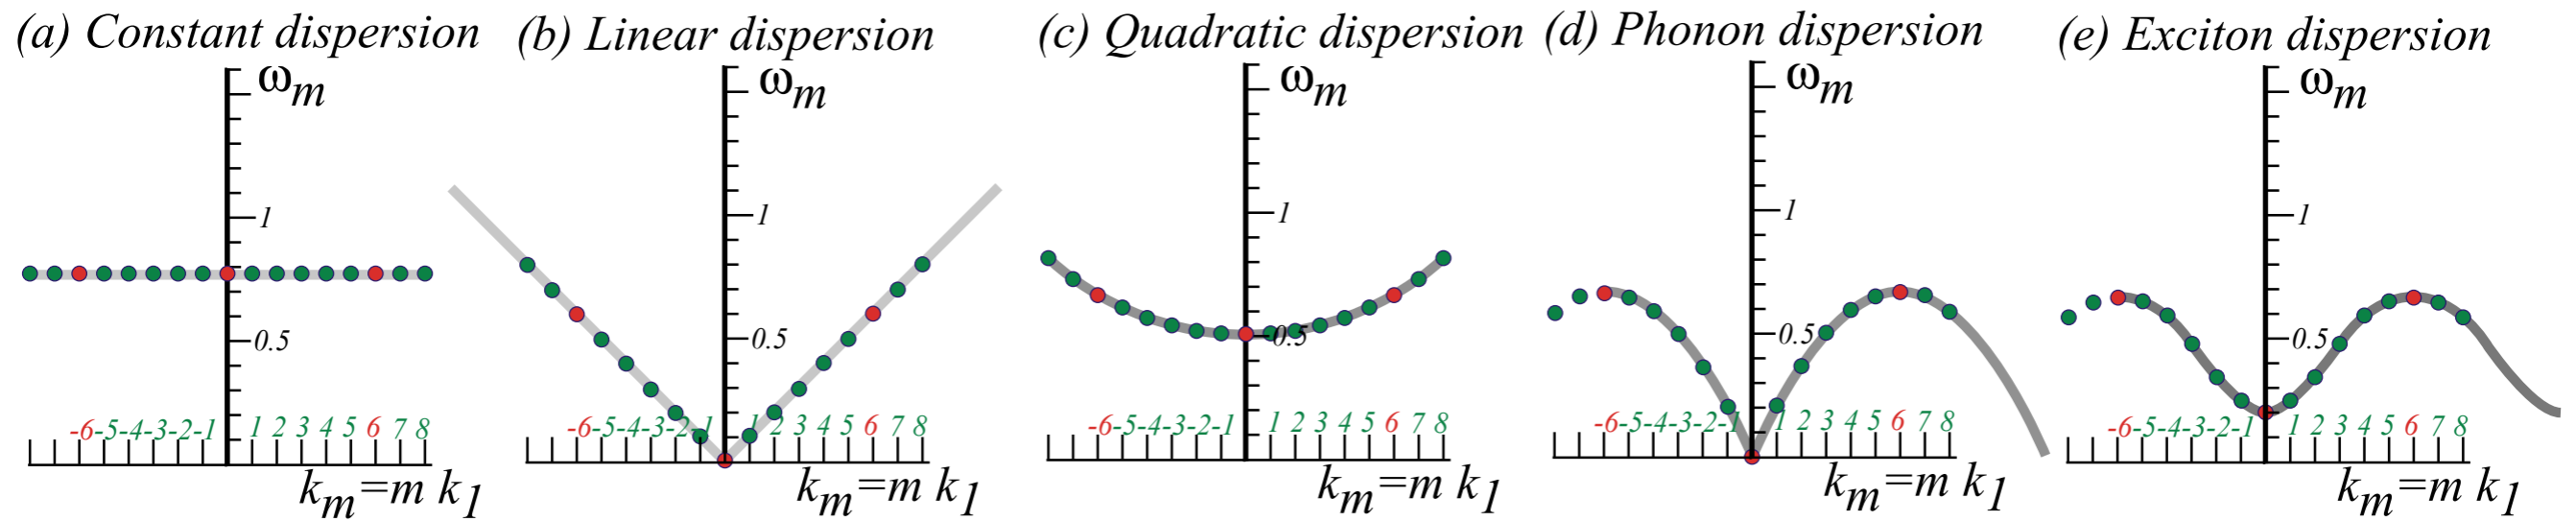 (a) Constant dispersion
ωm
1
0.5
-6-5-4-3-2-1 1 2 3 4 5 6 7 8
km=m k1
(b) Linear dispersion
ωm
1
0.5
-6-5-4-3-2-1 1 2 3 4 5 6 7 8
km=m k1
(c) Quadratic dispersion
ωm
1
0.5
-6-5-4-3-2-1 1 2 3 4 5 6 7 8
km=m k1
(d) Phonon dispersion
ωm
1
0.5
-6-5-4-3-2-1 1 2 3 4 5 6 7 8
km=m k1
(e) Exciton dispersion
ωm
1
0.5
-6-5-4-3-2-1 1 2 3 4 5 6 7 8
km=m k1